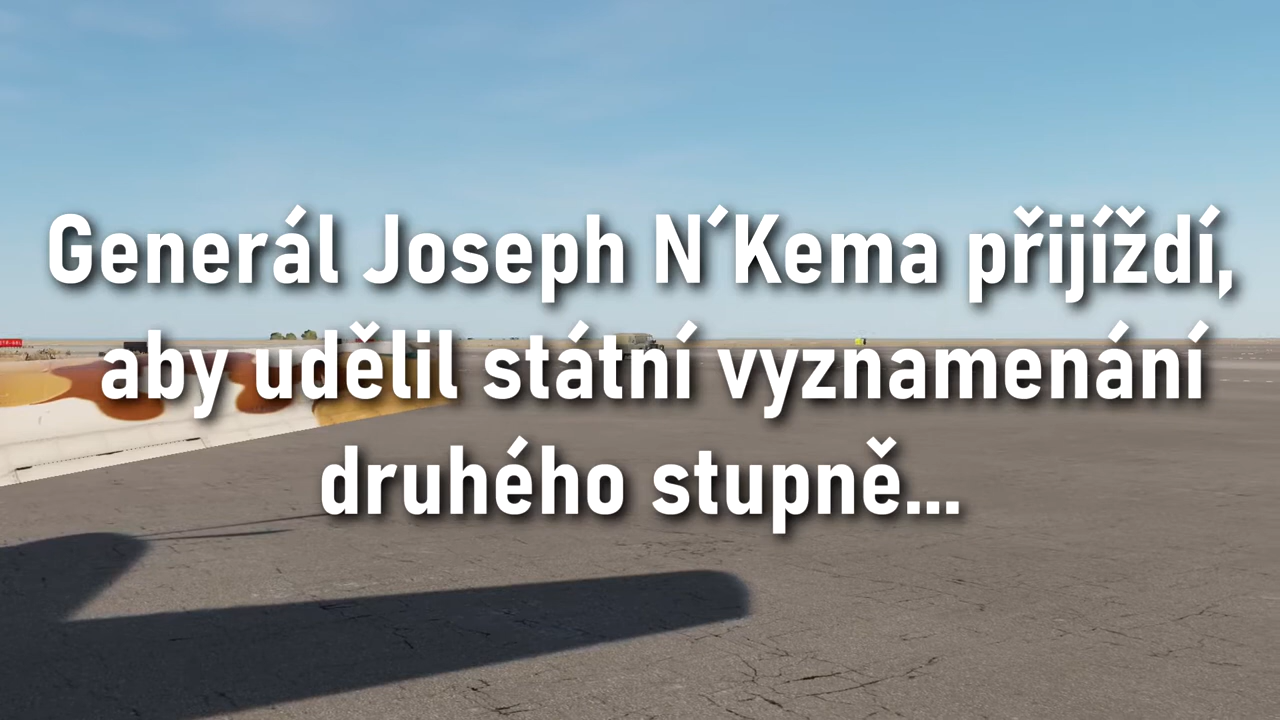 Generál Joseph N´Kema přijíždí,
aby udělil státní vyznamenání
druhého stupně...